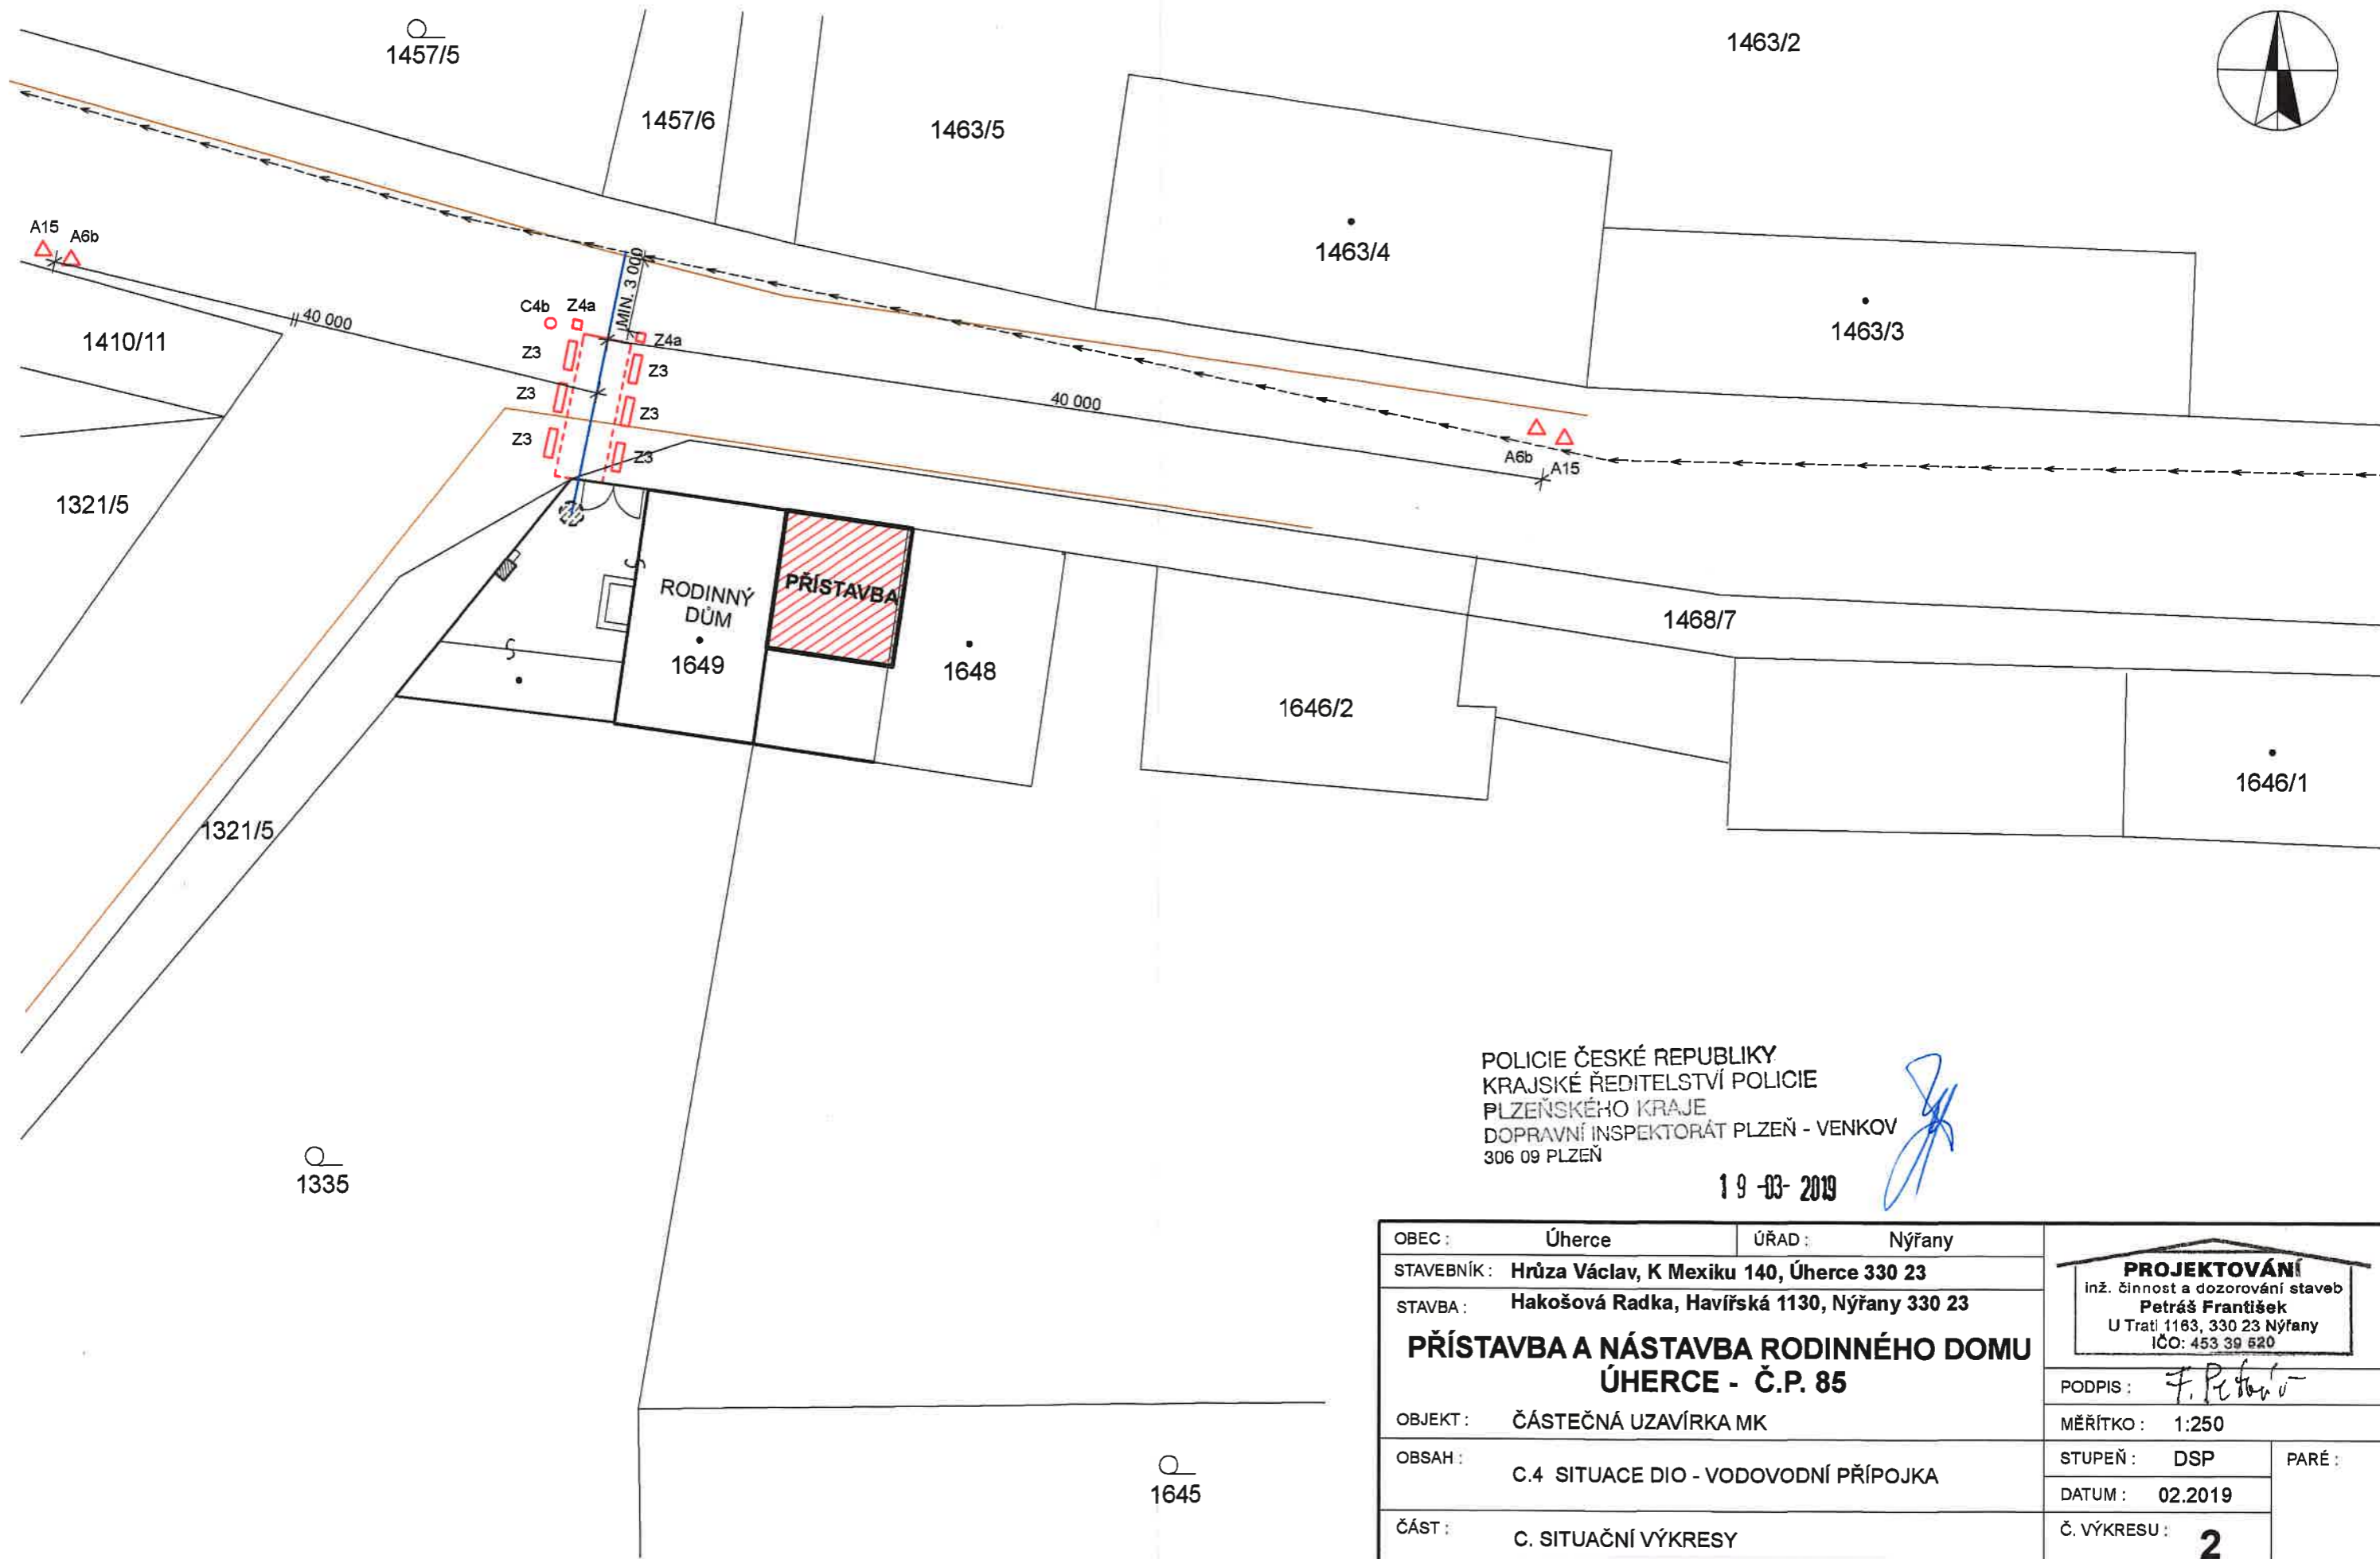 1457/5
1463/2
1457/6
1463/5
1463/4
1463/3
A15 A6b
MIN. 3 000
40 000
C4b Z4a
Z4a
1410/11
Z3
Z3
Z3
Z3
Z3
Z3
40 000
A6b A15
1321/5
RODINNÝ
DŮM
1649
PŘÍSTAVBA
1648
1468/7
1646/2
1646/1
1321/5
1335
1645
POLICIE ČESKÉ REPUBLIKY
KRAJSKÉ ŘEDITELSTVÍ POLICIE
PLZEŇSKÉHO KRAJE
DOPRAVNÍ INSPEKTORÁT PLZEŇ - VENKOV
306 09 PLZEŇ
19 -03- 2019
OBEC : Úherce ÚŘAD : Nýřany
STAVEBNÍK : Hrůza Václav, K Mexiku 140, Úherce 330 23
STAVBA : Hakošová Radka, Havířská 1130, Nýřany 330 23
PŘÍSTAVBA A NÁSTAVBA RODINNÉHO DOMU
ÚHERCE - Č.P. 85
OBJEKT : ČÁSTEČNÁ UZAVÍRKA MK
OBSAH : C.4 SITUACE DIO - VODOVODNÍ PŘÍPOJKA
ČÁST : C. SITUAČNÍ VÝKRESY
PROJEKTOVÁNÍ
inž. činnost a dozorování staveb
Petráš František
U Trati 1163, 330 23 Nýřany
IČO: 453 39 520
PODPIS : F. Petráš
MĚŘÍTKO : 1:250
STUPEŇ : DSP PARÉ :
DATUM : 02.2019
Č. VÝKRESU : 2